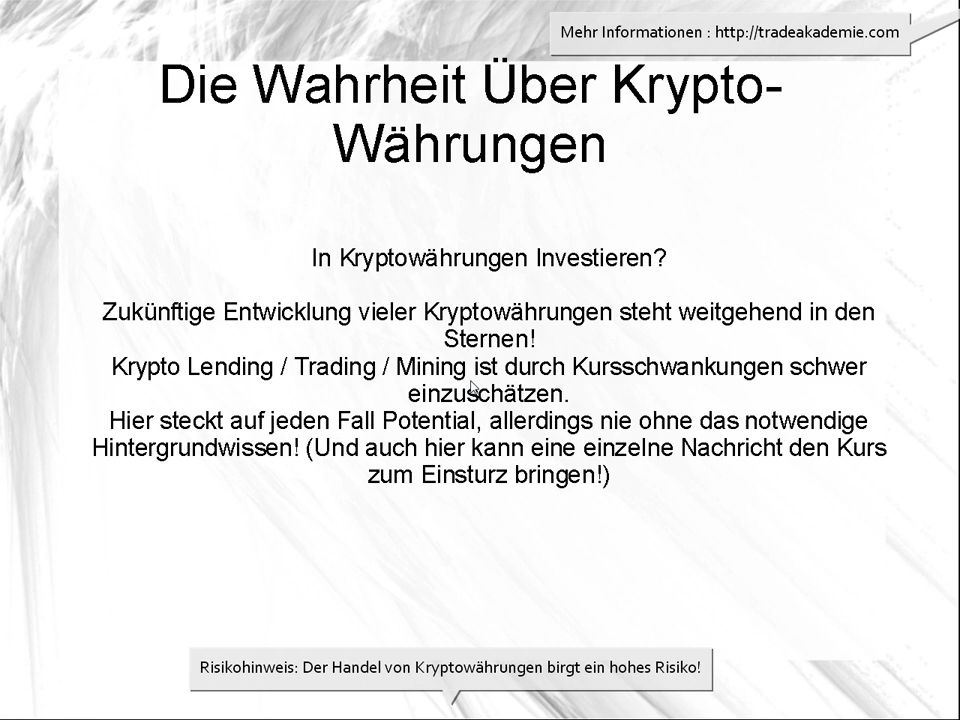 Mehr Informationen : http://tradeakademie.com
Die Wahrheit Über Krypto-
Währungen
In Kryptowährungen Investieren?
Zukünftige Entwicklung vieler Kryptowährungen steht weitgehend in den
Sternen!
Krypto Lending / Trading / Mining ist durch Kursschwankungen schwer
einzuschätzen.
Hier steckt auf jeden Fall Potential, allerdings nie ohne das notwendige
Hintergrundwissen! (Und auch hier kann eine einzelne Nachricht den Kurs
zum Einsturz bringen!)
Risikohinweis: Der Handel von Kryptowährungen birgt ein hohes Risiko!